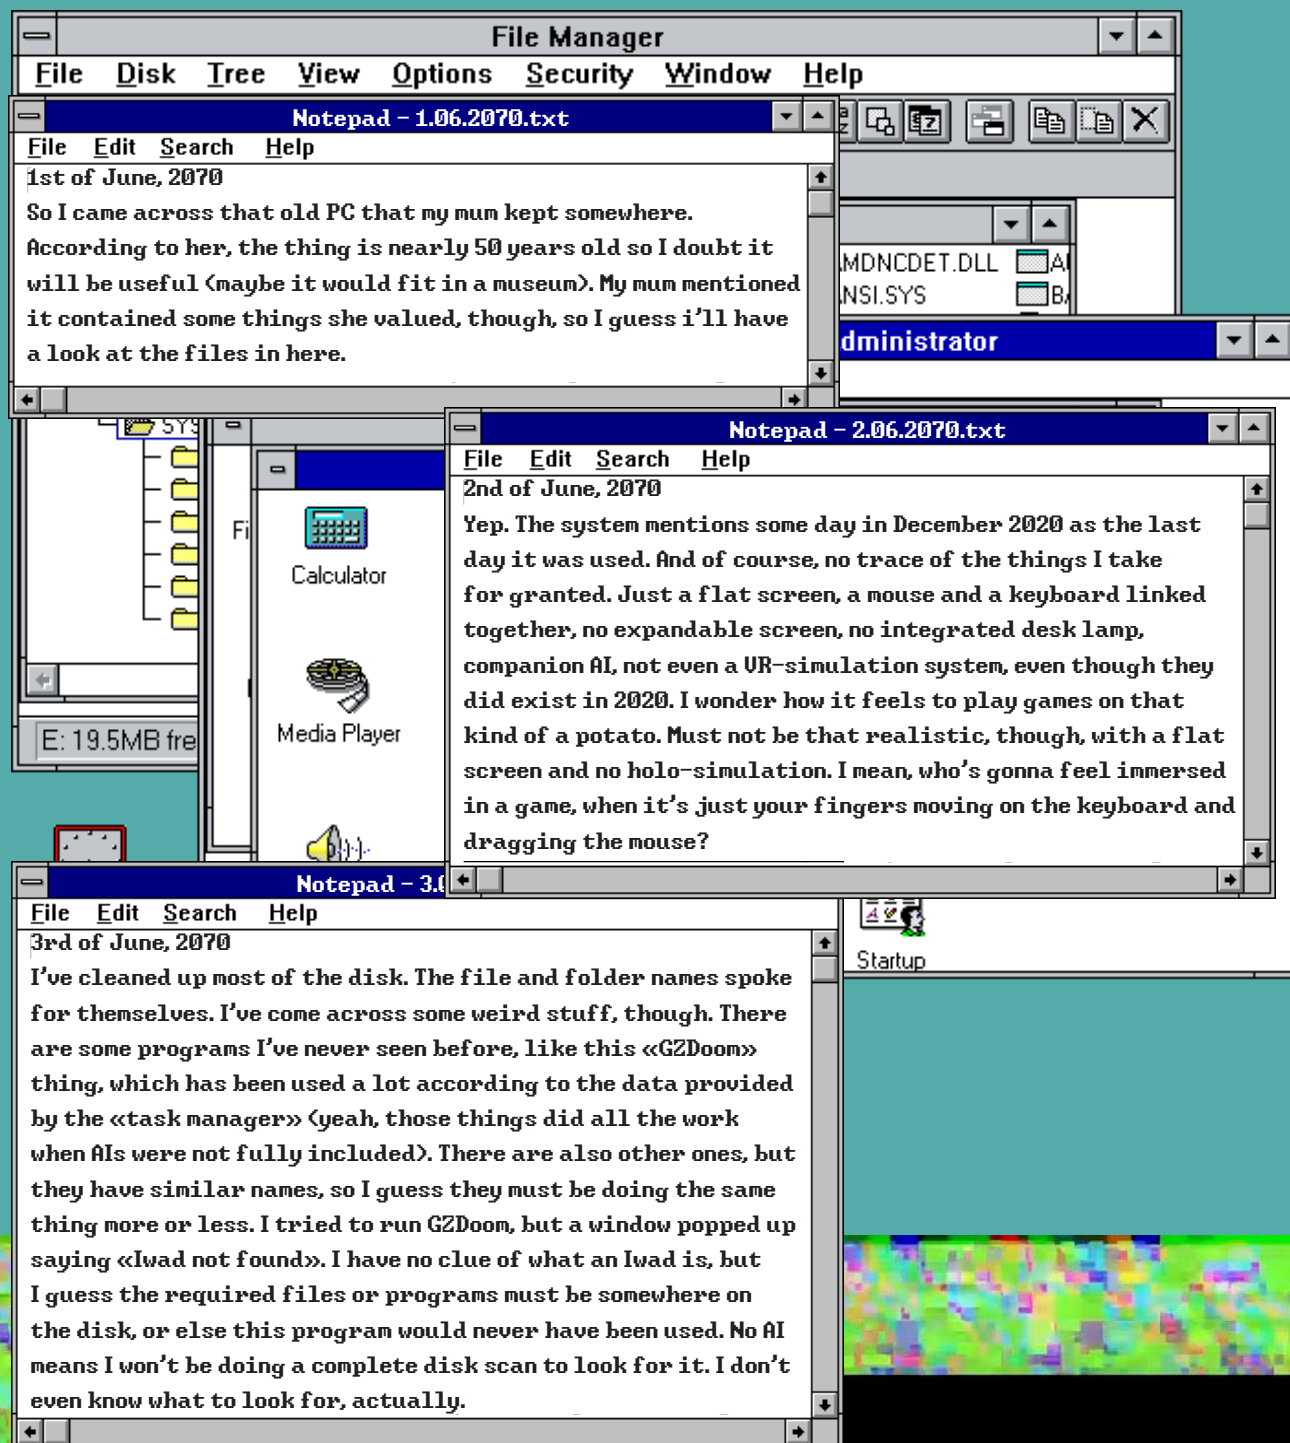 File Manager
File Disk Tree View Options Security Window Help
Notepad - 1.06.2070.txt
File Edit Search Help
1st of June, 2070
So I came across that old PC that my mum kept somewhere.
According to her, the thing is nearly 50 years old so I doubt it
will be useful (maybe it would fit in a museum). My mum mentioned
it contained some things she valued, though, so I guess i'll have
a look at the files in here.
MDNCDET.DLL
NSI.SYS
dministrator
SYS
Notepad - 2.06.2070.txt
File Edit Search Help
2nd of June, 2070
Yep. The system mentions some day in December 2020 as the last
day it was used. And of course, no trace of the things I take
for granted. Just a flat screen, a mouse and a keyboard linked
together, no expandable screen, no integrated desk lamp,
companion AI, not even a VR-simulation system, even though they
did exist in 2020. I wonder how it feels to play games on that
kind of a potato. Must not be that realistic, though, with a flat
screen and no holo-simulation. I mean, who's gonna feel immersed
in a game, when it's just your fingers moving on the keyboard and
dragging the mouse?
Fi
Calculator
Media Player
E: 19.5MB fre
Startup
Notepad - 3.0
File Edit Search Help
3rd of June, 2070
I've cleaned up most of the disk. The file and folder names spoke
for themselves. I've come across some weird stuff, though. There
are some programs I've never seen before, like this «GZDoom»
thing, which has been used a lot according to the data provided
by the «task manager» (yeah, those things did all the work
when AIs were not fully included). There are also other ones, but
they have similar names, so I guess they must be doing the same
thing more or less. I tried to run GZDoom, but a window popped up
saying «Iwad not found». I have no clue of what an Iwad is, but
I guess the required files or programs must be somewhere on
the disk, or else this program would never have been used. No AI
means I won't be doing a complete disk scan to look for it. I don't
even know what to look for, actually.